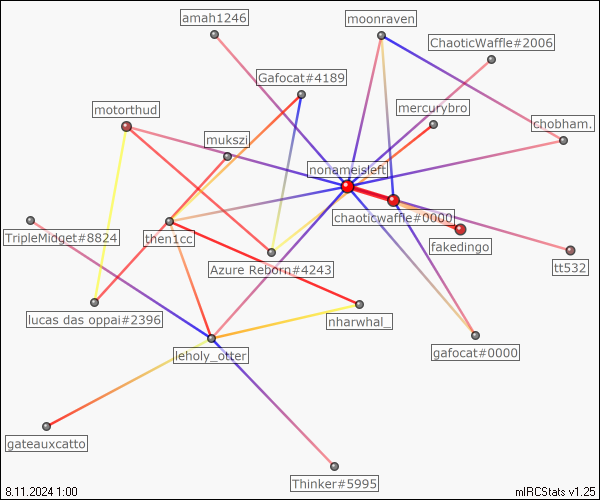 amah1246
moonraven
ChaoticWaffle#2006
Gafocat#4189
motorthud
mercurybro
chobham.
mukszi
nonameisleft
chaoticwaffle#0000
TripleMidget#8824
then1cc
fakedingo
Azure Reborn#4243
tt532
lucas das oppai#2396
nharwhal_
leholy_otter
gafocat#0000
gateauxcatto
Thinker#5995
8.11.2024 1:00
mIRCStats v1.25